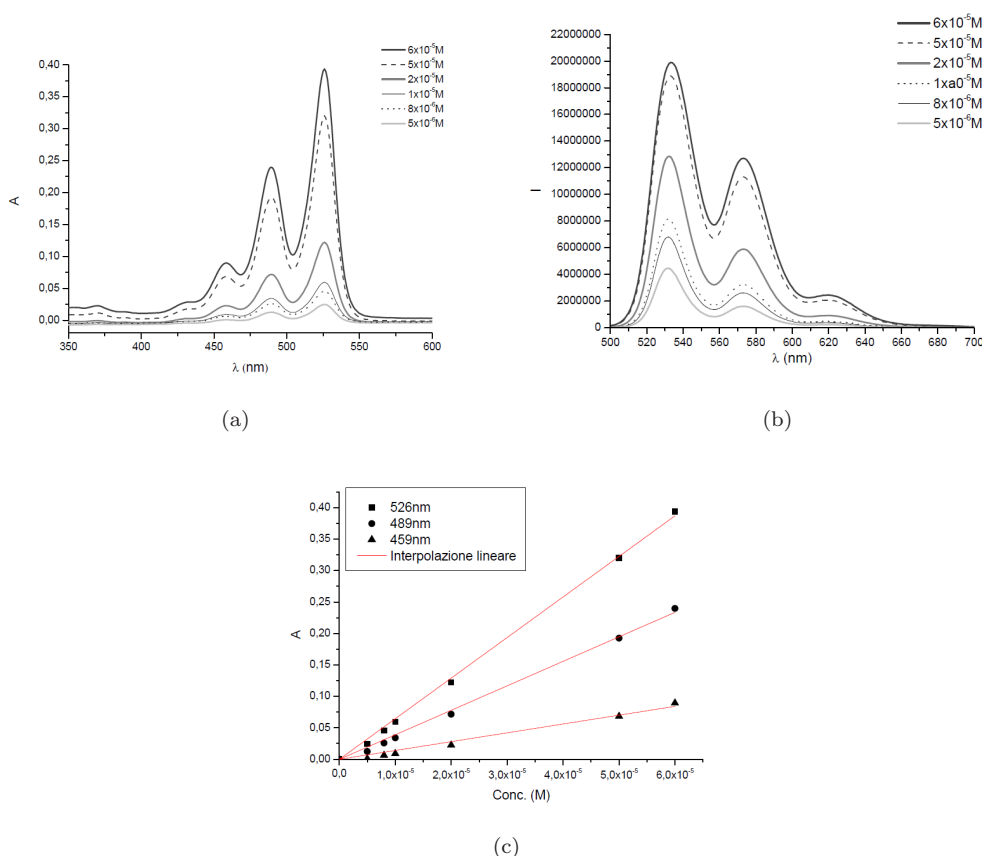 6x10⁻⁵M
5x10⁻⁵M
2x10⁻⁵M
1x10⁻⁵M
8x10⁻⁶M
5x10⁻⁶M
0,40
0,35
0,30
0,25
0,20
0,15
0,10
0,05
0,00
A
350 400 450 500 550 600
λ (nm)
(a)
6x10⁻⁵M
5x10⁻⁵M
2x10⁻⁵M
1xa0⁻⁵M
8x10⁻⁶M
5x10⁻⁶M
22000000
20000000
18000000
16000000
14000000
12000000
10000000
8000000
6000000
4000000
2000000
0
I
500 520 540 560 580 600 620 640 660 680 700
λ (nm)
(b)
526nm
489nm
459nm
Interpolazione lineare
0,40
0,35
0,30
0,25
0,20
0,15
0,10
0,05
0,00
A
0,0 1,0x10⁻⁵ 2,0x10⁻⁵ 3,0x10⁻⁵ 4,0x10⁻⁵ 5,0x10⁻⁵ 6,0x10⁻⁵
Conc. (M)
(c)